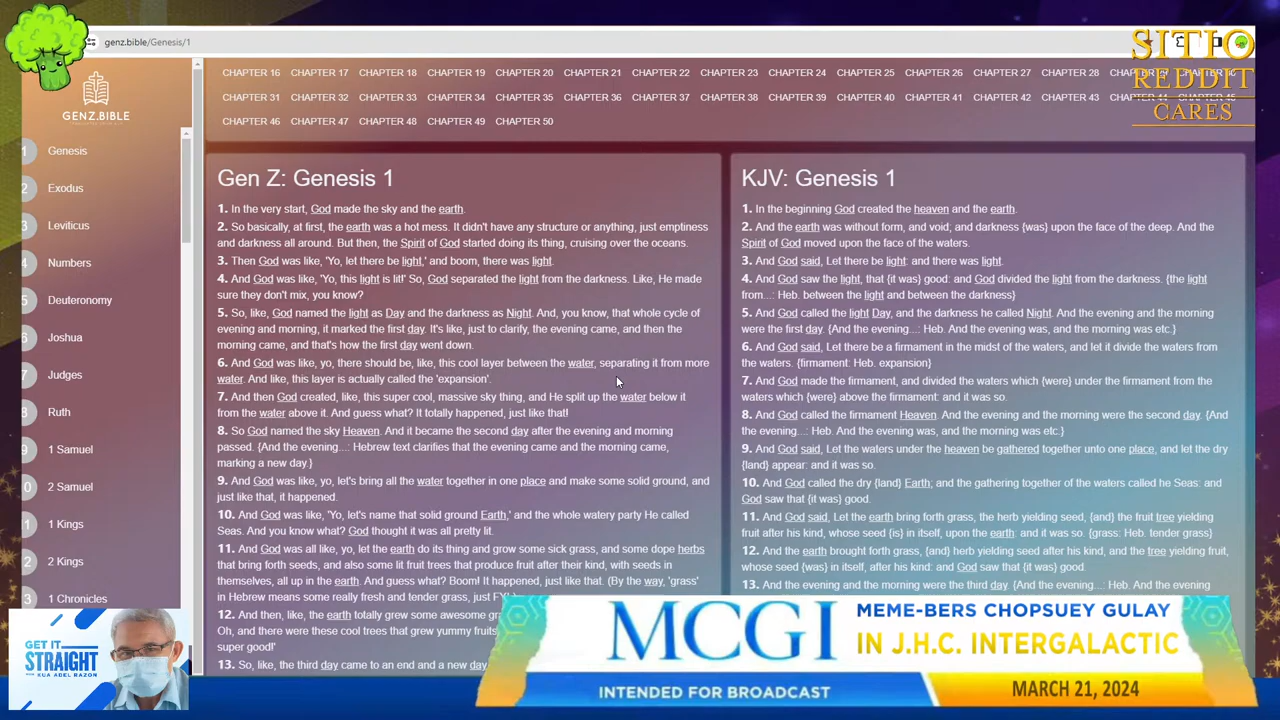 genz.bible/Genesis/1
SITIO
REDDIT
CARES
GENZ.BIBLE
CHAPTER 16 CHAPTER 17 CHAPTER 18 CHAPTER 19 CHAPTER 20 CHAPTER 21 CHAPTER 22 CHAPTER 23 CHAPTER 24 CHAPTER 25 CHAPTER 26 CHAPTER 27 CHAPTER 28
CHAPTER 31 CHAPTER 32 CHAPTER 33 CHAPTER 34 CHAPTER 35 CHAPTER 36 CHAPTER 37 CHAPTER 38 CHAPTER 39 CHAPTER 40 CHAPTER 41 CHAPTER 42 CHAPTER 43
CHAPTER 46 CHAPTER 47 CHAPTER 48 CHAPTER 49 CHAPTER 50
1 Genesis
2 Exodus
3 Leviticus
4 Numbers
5 Deuteronomy
6 Joshua
7 Judges
8 Ruth
9 1 Samuel
0 2 Samuel
1 1 Kings
2 2 Kings
3 1 Chronicles
Gen Z: Genesis 1
1. In the very start, God made the sky and the earth.
2. So basically, at first, the earth was a hot mess. It didn't have any structure or anything, just emptiness
and darkness all around. But then, the Spirit of God started doing its thing, cruising over the oceans.
3. Then God was like, 'Yo, let there be light,' and boom, there was light.
4. And God was like, 'Yo, this light is lit!' So, God separated the light from the darkness. Like, He made
sure they don't mix, you know?
5. So, like, God named the light as Day and the darkness as Night. And, you know, that whole cycle of
evening and morning, it marked the first day. It's like, just to clarify, the evening came, and then the
morning came, and that's how the first day went down.
6. And God was like, yo, there should be, like, this cool layer between the water, separating it from more
water. And like, this layer is actually called the 'expansion'.
7. And then God created, like, this super cool, massive sky thing, and He split up the water below it
from the water above it. And guess what? It totally happened, just like that!
8. So God named the sky Heaven. And it became the second day after the evening and morning
passed. {And the evening...: Hebrew text clarifies that the evening came and the morning came,
marking a new day.}
9. And God was like, yo, let's bring all the water together in one place and make some solid ground, and
just like that, it happened.
10. And God was like, 'Yo, let's name that solid ground Earth,' and the whole watery party He called
Seas. And you know what? God thought it was all pretty lit.
11. And God was all like, yo, let the earth do its thing and grow some sick grass, and some dope herbs
that bring forth seeds, and also some lit fruit trees that produce fruit after their kind, with seeds in
themselves, all up in the earth. And guess what? Boom! It happened, just like that. (By the way, 'grass'
in Hebrew means some really fresh and tender grass, just
12. And then, like, the earth totally grew some awesome
Oh, and there were these cool trees that grew yummy fruits
super good!'
13. So, like, the third day came to an end and a new day
KJV: Genesis 1
1. In the beginning God created the heaven and the earth.
2. And the earth was without form, and void; and darkness {was} upon the face of the deep. And the
Spirit of God moved upon the face of the waters.
3. And God said, Let there be light: and there was light.
4. And God saw the light, that {it was} good: and God divided the light from the darkness. {the light
from...: Heb. between the light and between the darkness}
5. And God called the light Day, and the darkness he called Night. And the evening and the morning
were the first day. {And the evening...: Heb. And the evening was, and the morning was etc.}
6. And God said, Let there be a firmament in the midst of the waters, and let it divide the waters from
the waters. {firmament: Heb. expansion}
7. And God made the firmament, and divided the waters which {were} under the firmament from the
waters which {were} above the firmament: and it was so.
8. And God called the firmament Heaven. And the evening and the morning were the second day. {And
the evening...: Heb. And the evening was, and the morning was etc.}
9. And God said, Let the waters under the heaven be gathered together unto one place, and let the dry
{land} appear: and it was so.
10. And God called the dry {land} Earth; and the gathering together of the waters called he Seas: and
God saw that {it was} good.
11. And God said, Let the earth bring forth grass, the herb yielding seed, {and} the fruit tree yielding
fruit after his kind, whose seed {is} in itself, upon the earth: and it was so. {grass: Heb. tender grass}
12. And the earth brought forth grass, {and} herb yielding seed after his kind, and the tree yielding fruit,
whose seed {was} in itself, after his kind: and God saw that {it was} good.
13. And the evening and the morning were the third day. {And the evening...: Heb. And the evening
GET IT
STRAIGHT
WITH KUA ADEL RAZON
MCGI
MEME-BERS CHOPSUEY GULAY
IN J.H.C. INTERGALACTIC
INTENDED FOR BROADCAST
MARCH 21, 2024